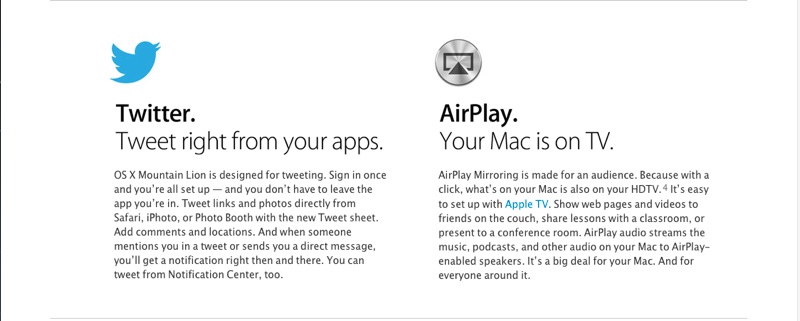 Twitter.
Tweet right from your apps.
OS X Mountain Lion is designed for tweeting. Sign in once
and you're all set up — and you don't have to leave the
app you're in. Tweet links and photos directly from
Safari, iPhoto, or Photo Booth with the new Tweet sheet.
Add comments and locations. And when someone
mentions you in a tweet or sends you a direct message,
you'll get a notification right then and there. You can
tweet from Notification Center, too.
AirPlay.
Your Mac is on TV.
AirPlay Mirroring is made for an audience. Because with a
click, what's on your Mac is also on your HDTV.4 It's easy
to set up with Apple TV. Show web pages and videos to
friends on the couch, share lessons with a classroom, or
present to a conference room. AirPlay audio streams the
music, podcasts, and other audio on your Mac to AirPlay-
enabled speakers. It's a big deal for your Mac. And for
everyone around it.